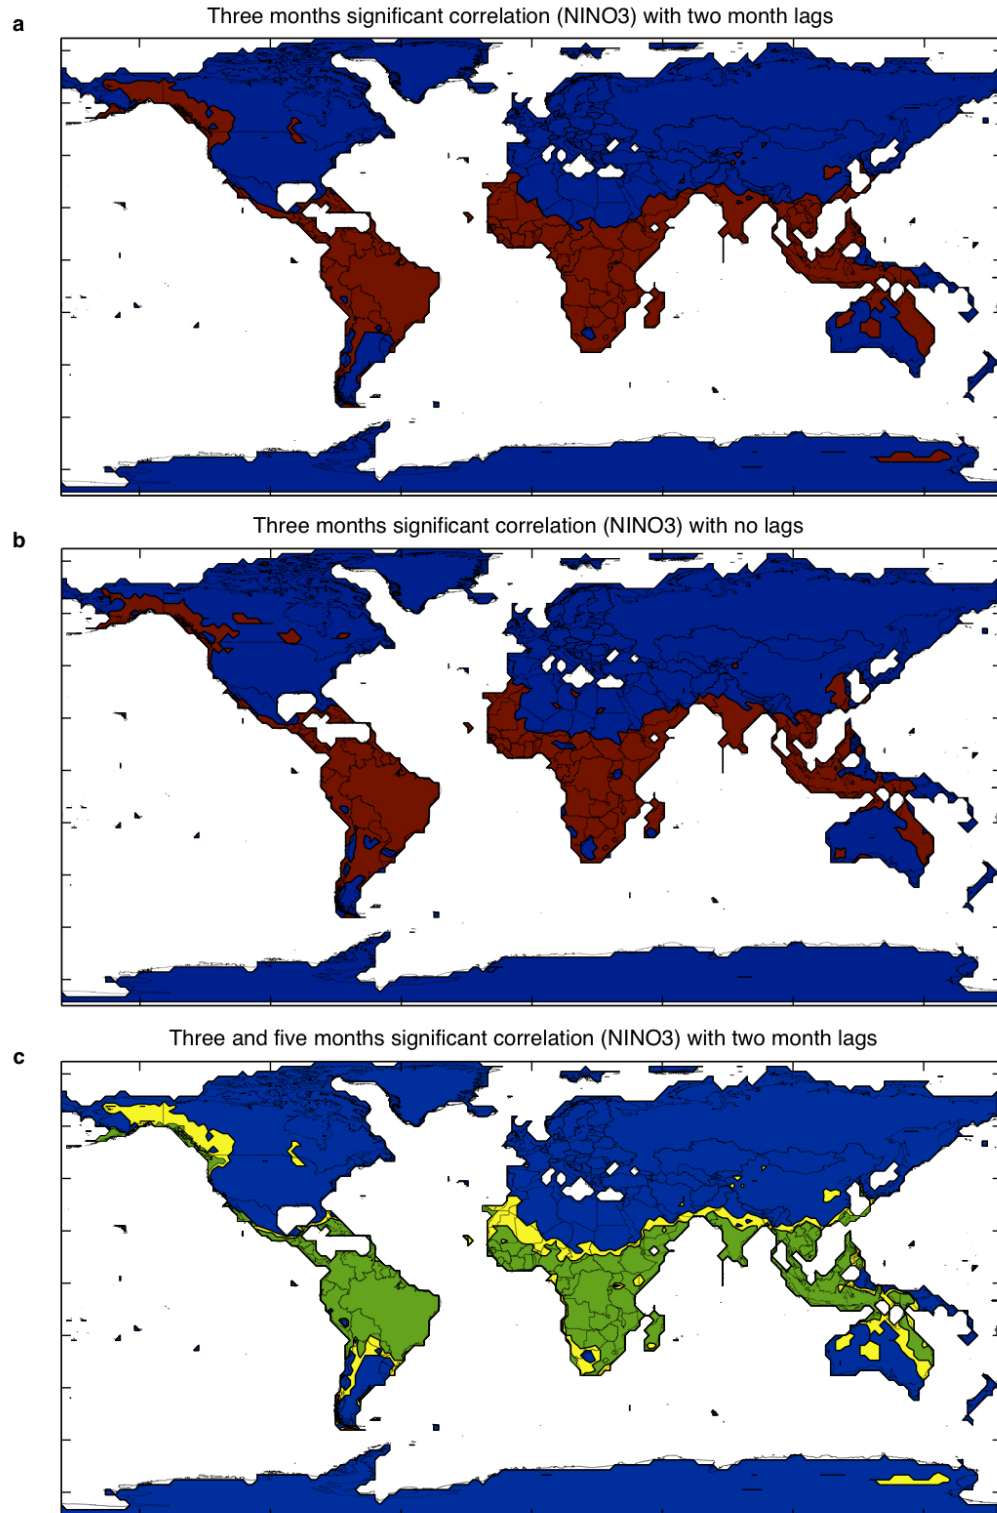 a
Three months significant correlation (NINO3) with two month lags
b
Three months significant correlation (NINO3) with no lags
c
Three and five months significant correlation (NINO3) with two month lags